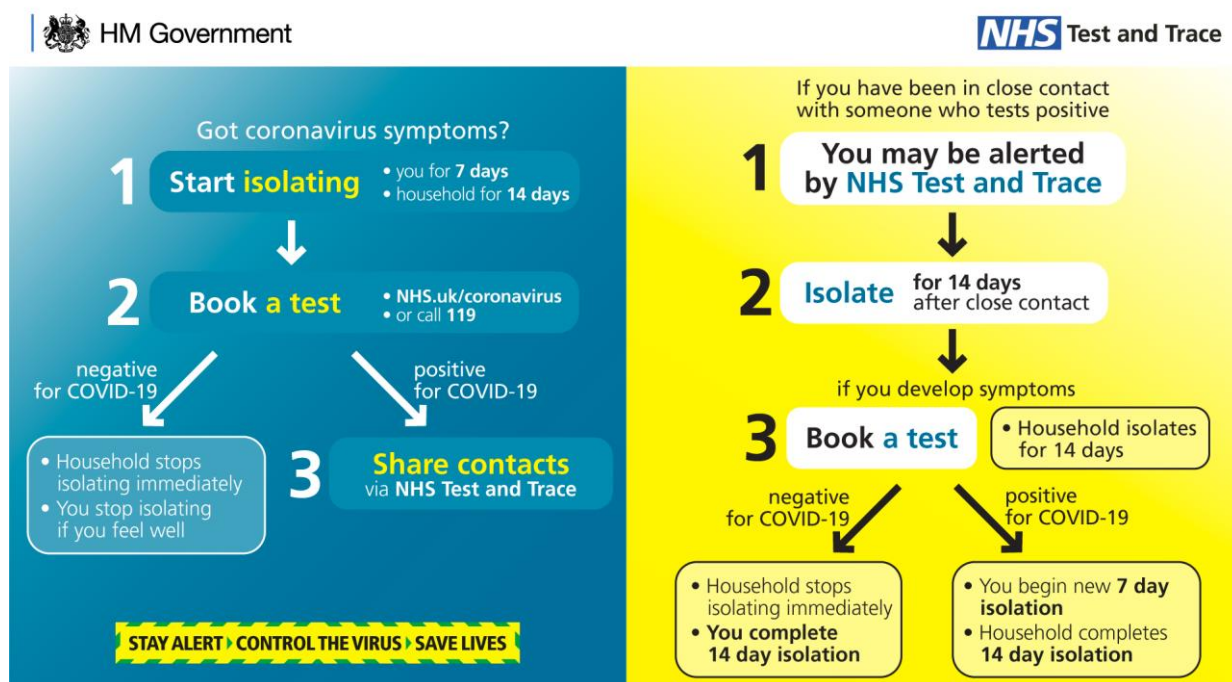 HM Government
NHS Test and Trace
Got coronavirus symptoms?
1
Start isolating
• you for 7 days
• household for 14 days
2
Book a test
• NHS.uk/coronavirus
• or call 119
negative
for COVID-19
positive
for COVID-19
• Household stops
isolating immediately
• You stop isolating
if you feel well
3
Share contacts
via NHS Test and Trace
STAY ALERT CONTROL THE VIRUS SAVE LIVES
If you have been in close contact
with someone who tests positive
1
You may be alerted
by NHS Test and Trace
2
Isolate
for 14 days
after close contact
if you develop symptoms
3
Book a test
• Household isolates
for 14 days
negative
for COVID-19
positive
for COVID-19
• Household stops
isolating immediately
• You complete
14 day isolation
• You begin new 7 day
isolation
• Household completes
14 day isolation